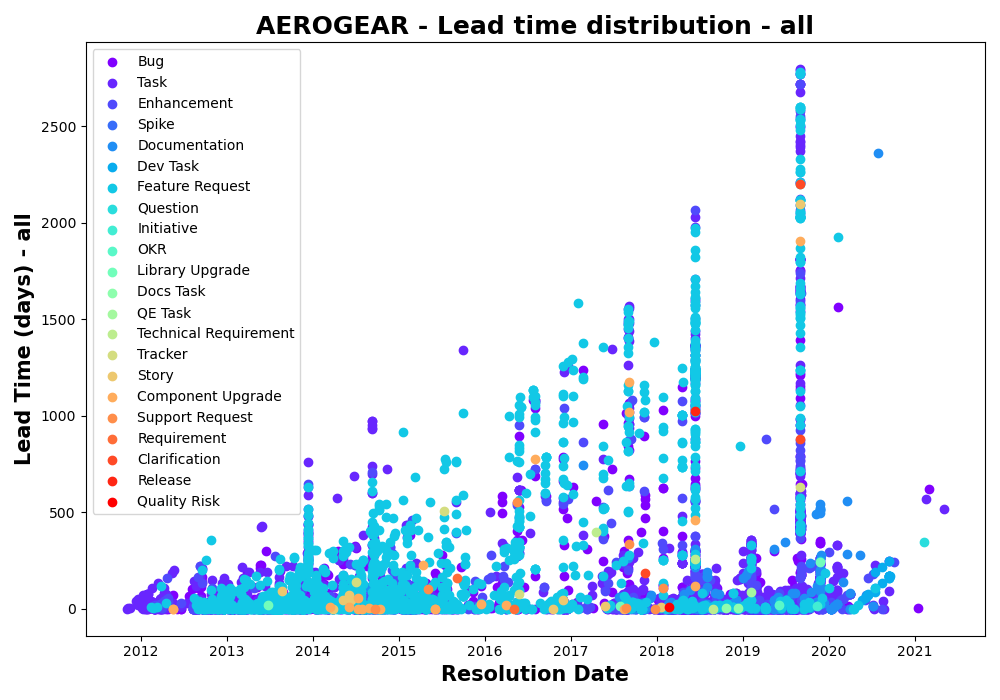 AEROGEAR - Lead time distribution - all
Bug
Task
Enhancement
Spike
Documentation
Dev Task
Feature Request
Question
Initiative
OKR
Library Upgrade
Docs Task
QE Task
Technical Requirement
Tracker
Story
Component Upgrade
Support Request
Requirement
Clarification
Release
Quality Risk
Lead Time (days) - all
2500
2000
1500
1000
500
0
2012 2013 2014 2015 2016 2017 2018 2019 2020 2021
Resolution Date